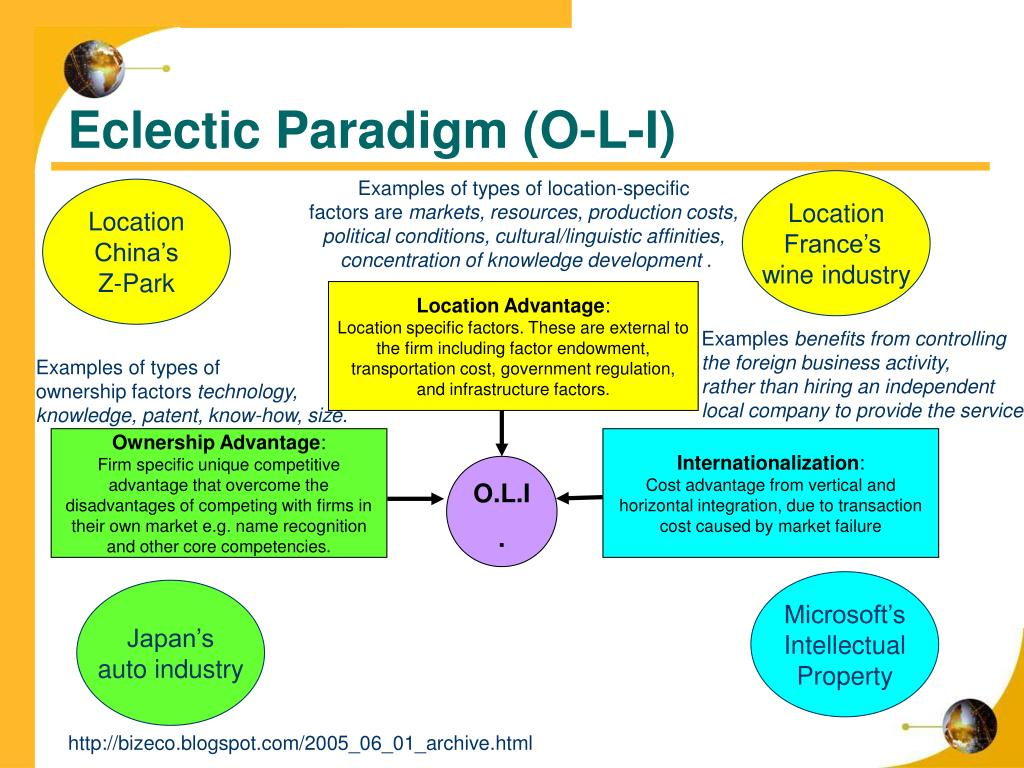 Eclectic Paradigm (O-L-I)
Location
China’s
Z-Park
Examples of types of location-specific
factors are markets, resources, production costs,
political conditions, cultural/linguistic affinities,
concentration of knowledge development .
Location
France’s
wine industry
Location Advantage:
Location specific factors. These are external to
the firm including factor endowment,
transportation cost, government regulation,
and infrastructure factors.
Examples of types of
ownership factors technology,
knowledge, patent, know-how, size.
Examples benefits from controlling
the foreign business activity,
rather than hiring an independent
local company to provide the service
Ownership Advantage:
Firm specific unique competitive
advantage that overcome the
disadvantages of competing with firms in
their own market e.g. name recognition
and other core competencies.
O.L.I
.
Internationalization:
Cost advantage from vertical and
horizontal integration, due to transaction
cost caused by market failure
Japan’s
auto industry
Microsoft’s
Intellectual
Property
http://bizeco.blogspot.com/2005_06_01_archive.html